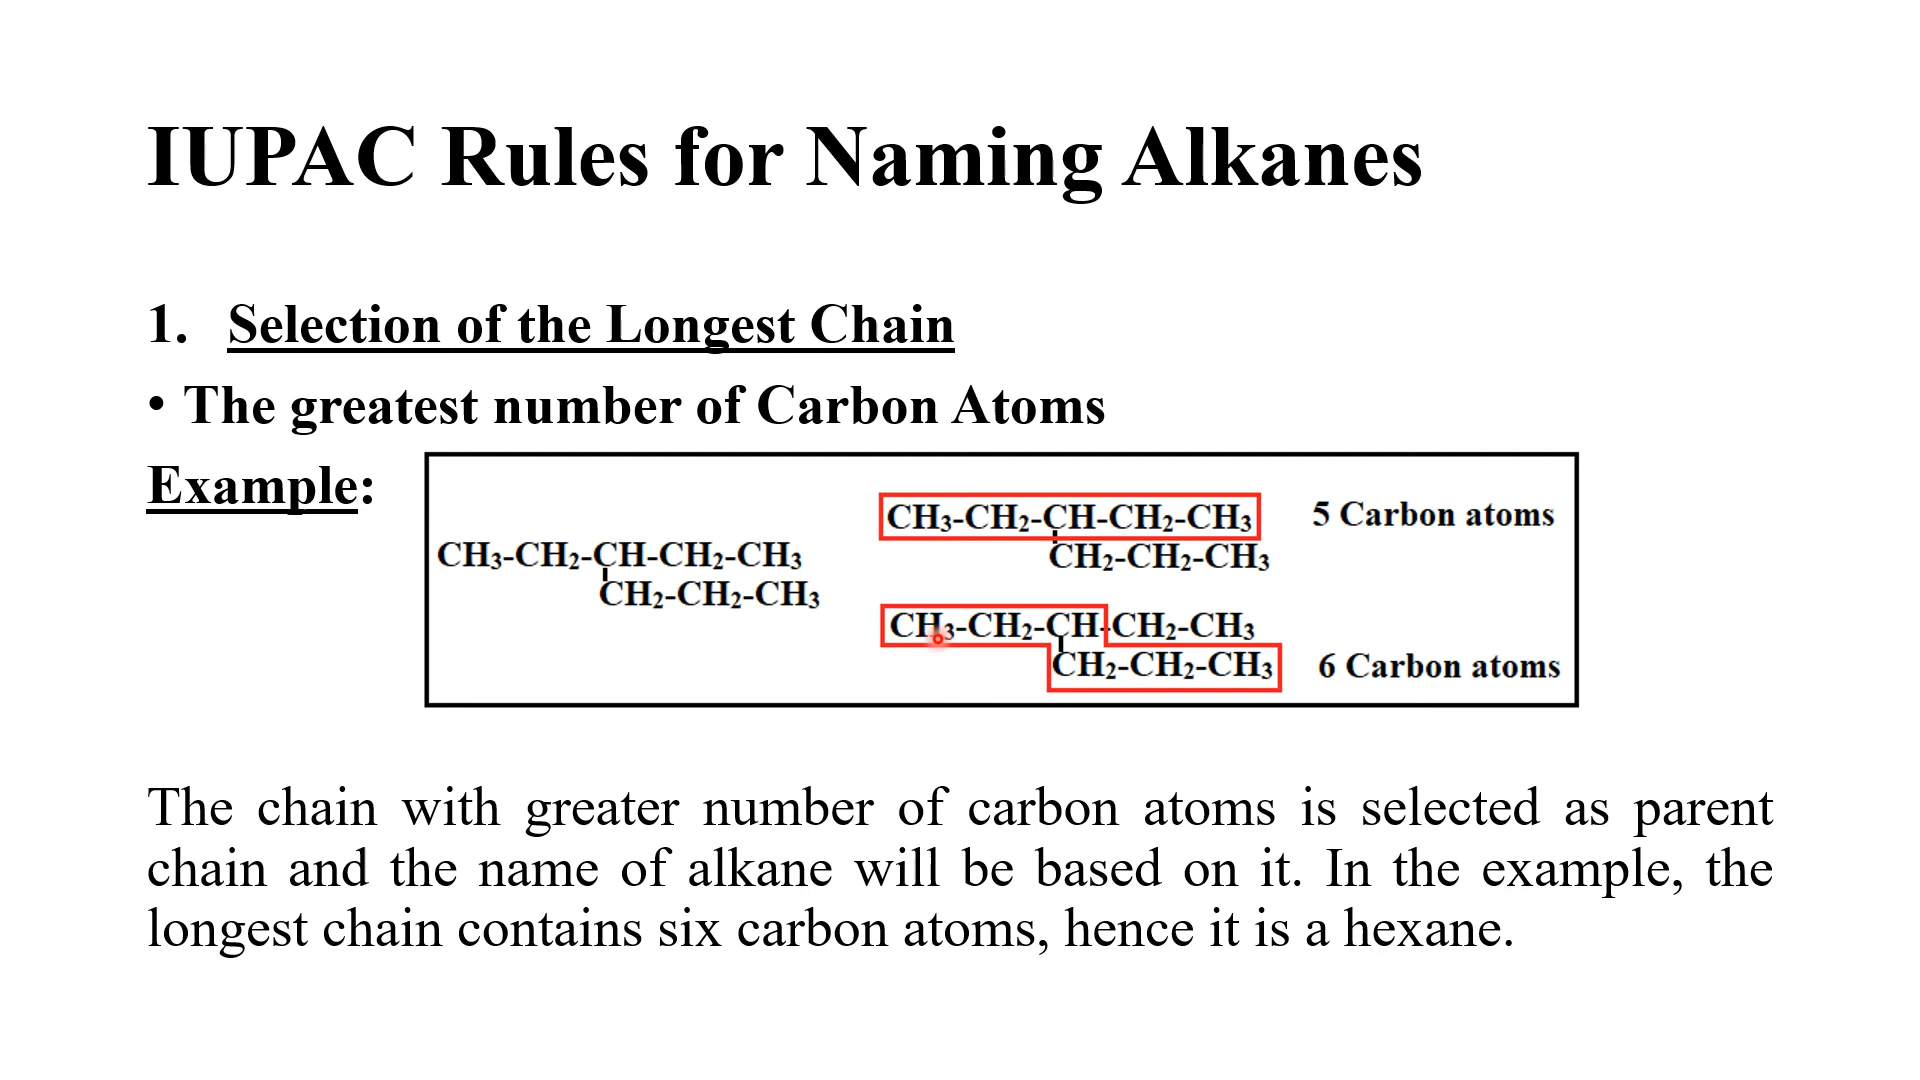 IUPAC Rules for Naming Alkanes
1. Selection of the Longest Chain
• The greatest number of Carbon Atoms
Example:
CH₃-CH₂-CH-CH₂-CH₃
CH₂-CH₂-CH₃
CH₃-CH₂-CH-CH₂-CH₃ 5 Carbon atoms
CH₂-CH₂-CH₃
CH₃-CH₂-CH-CH₂-CH₃
CH₂-CH₂-CH₃ 6 Carbon atoms
The chain with greater number of carbon atoms is selected as parent
chain and the name of alkane will be based on it. In the example, the
longest chain contains six carbon atoms, hence it is a hexane.